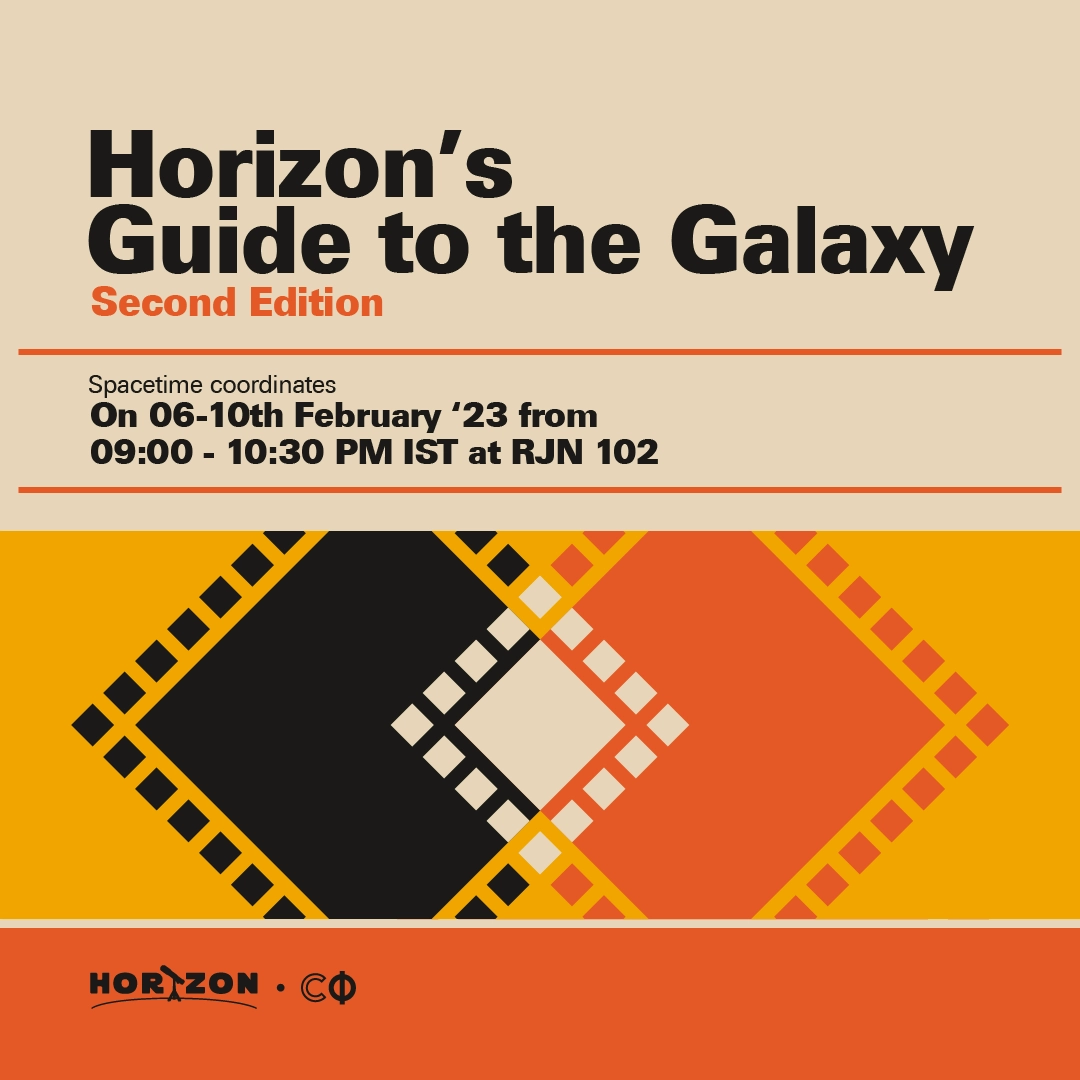 Horizon’s
Guide to the Galaxy
Second Edition
Spacetime coordinates
On 06-10th February ‘23 from
09:00 - 10:30 PM IST at RJN 102
HORIZON • ℂΦ